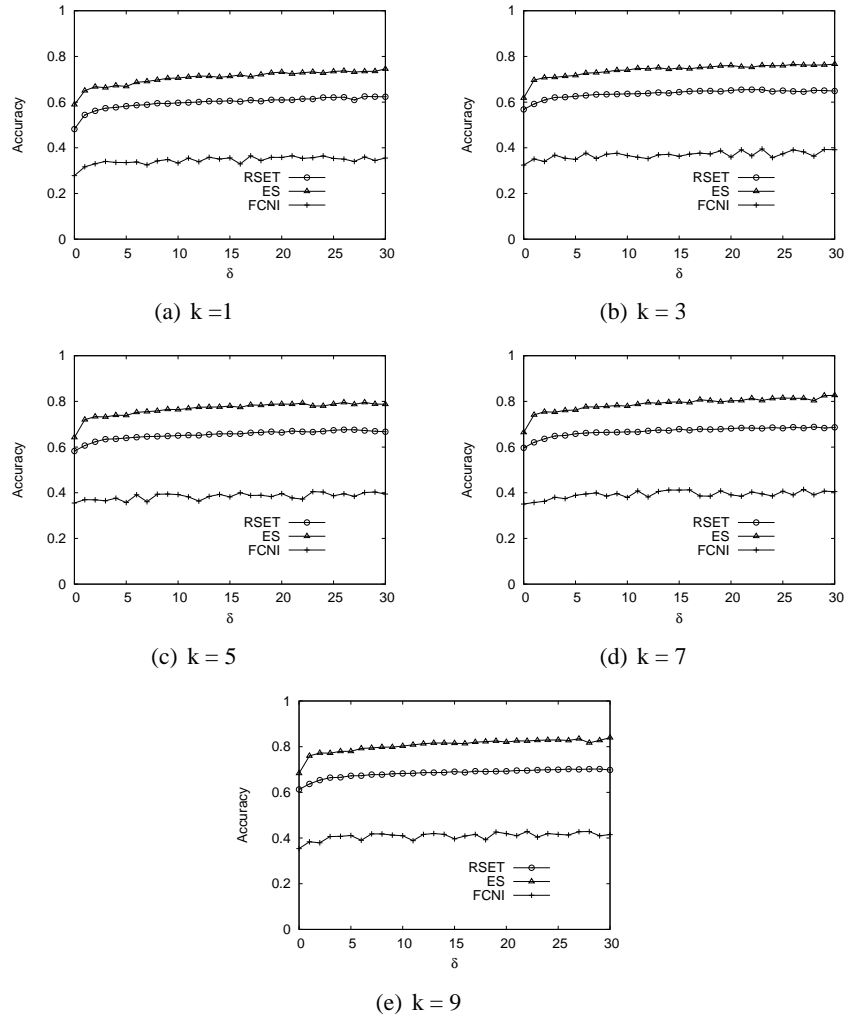 1
0.8
0.6
0.4
0.2
0
Accuracy
RSET
ES
FCNI
0 5 10 15 20 25 30
δ
(a) k =1
1
0.8
0.6
0.4
0.2
0
Accuracy
RSET
ES
FCNI
0 5 10 15 20 25 30
δ
(b) k = 3
1
0.8
0.6
0.4
0.2
0
Accuracy
RSET
ES
FCNI
0 5 10 15 20 25 30
δ
(c) k = 5
1
0.8
0.6
0.4
0.2
0
Accuracy
RSET
ES
FCNI
0 5 10 15 20 25 30
δ
(d) k = 7
1
0.8
0.6
0.4
0.2
0
Accuracy
RSET
ES
FCNI
0 5 10 15 20 25 30
δ
(e) k = 9